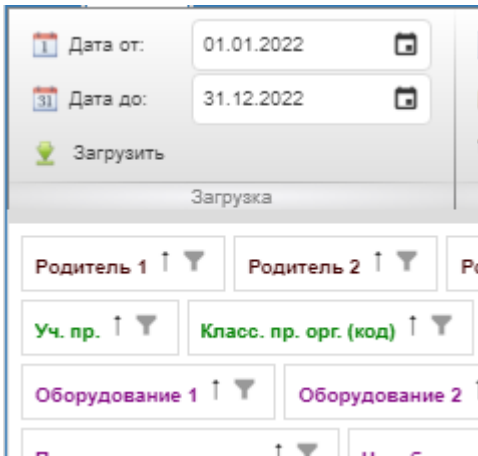 Дата от: 01.01.2022
Дата до: 31.12.2022
Загрузить
Загрузка
Родитель 1 Родитель 2
Уч. пр. Класс. пр. орг. (код)
Оборудование 1 Оборудование 2